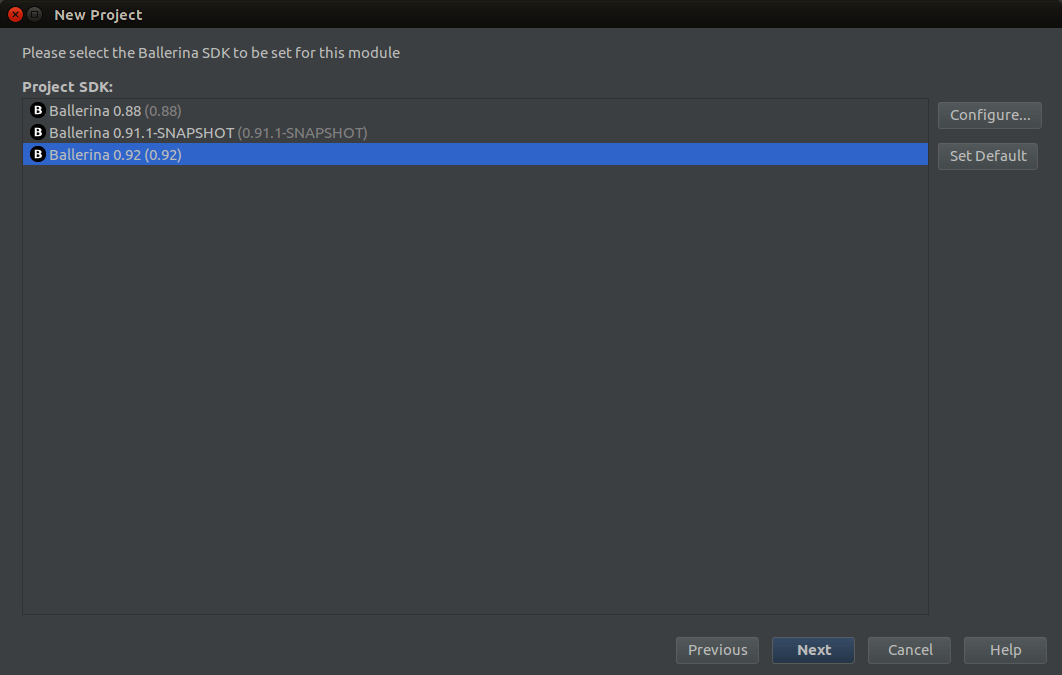 New Project
Please select the Ballerina SDK to be set for this module
Project SDK:
B Ballerina 0.88 (0.88)
B Ballerina 0.91.1-SNAPSHOT (0.91.1-SNAPSHOT)
B Ballerina 0.92 (0.92)
Configure...
Set Default
Previous Next Cancel Help